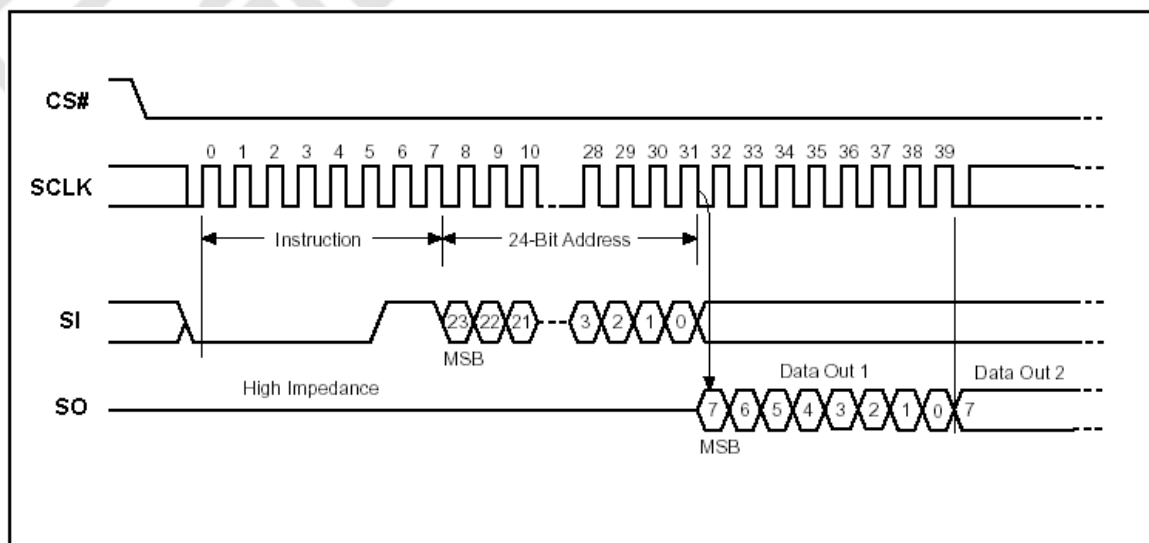 CS#
0 1 2 3 4 5 6 7 8 9 10 28 29 30 31 32 33 34 35 36 37 38 39
SCLK
Instruction 24-Bit Address
SI
23 22 21 3 2 1 0
MSB
High Impedance Data Out 1 Data Out 2
SO
7 6 5 4 3 2 1 0 7
MSB